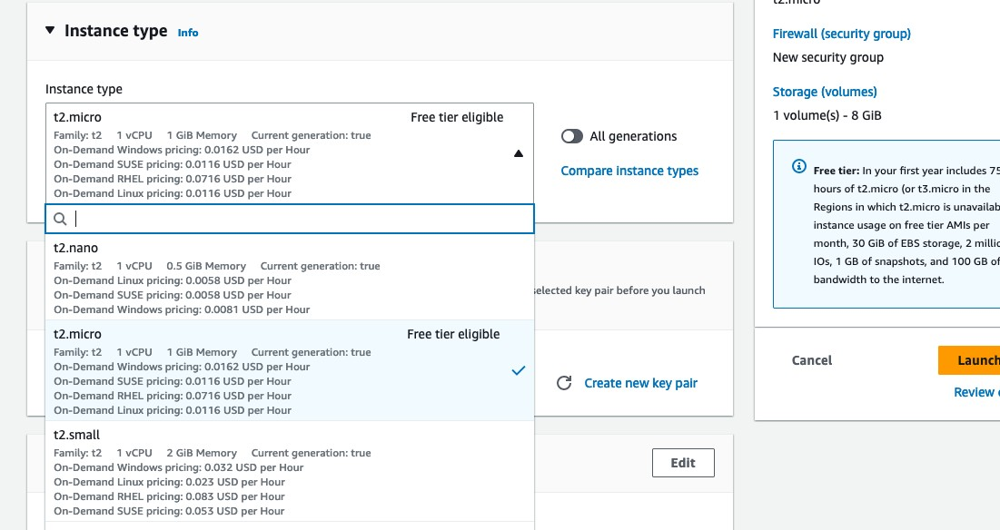 Instance type Info
Instance type
t2.micro Free tier eligible
Family: t2 1 vCPU 1 GiB Memory Current generation: true
On-Demand Windows pricing: 0.0162 USD per Hour
On-Demand SUSE pricing: 0.0116 USD per Hour
On-Demand RHEL pricing: 0.0716 USD per Hour
On-Demand Linux pricing: 0.0116 USD per Hour
All generations
Compare instance types
t2.nano
Family: t2 1 vCPU 0.5 GiB Memory Current generation: true
On-Demand Linux pricing: 0.0058 USD per Hour
On-Demand SUSE pricing: 0.0058 USD per Hour
On-Demand Windows pricing: 0.0081 USD per Hour
t2.micro Free tier eligible
Family: t2 1 vCPU 1 GiB Memory Current generation: true
On-Demand Windows pricing: 0.0162 USD per Hour
On-Demand SUSE pricing: 0.0116 USD per Hour
On-Demand RHEL pricing: 0.0716 USD per Hour
On-Demand Linux pricing: 0.0116 USD per Hour
t2.small
Family: t2 1 vCPU 2 GiB Memory Current generation: true
On-Demand Windows pricing: 0.032 USD per Hour
On-Demand Linux pricing: 0.023 USD per Hour
On-Demand RHEL pricing: 0.083 USD per Hour
On-Demand SUSE pricing: 0.053 USD per Hour
selected key pair before you launch
Create new key pair
Edit
t2.micro
Firewall (security group)
New security group
Storage (volumes)
1 volume(s) - 8 GiB
Free tier: In your first year includes 75
hours of t2.micro (or t3.micro in the
Regions in which t2.micro is unavailab
instance usage on free tier AMIs per
month, 30 GiB of EBS storage, 2 millic
IOs, 1 GB of snapshots, and 100 GB of
bandwidth to the internet.
Cancel
Launch
Review